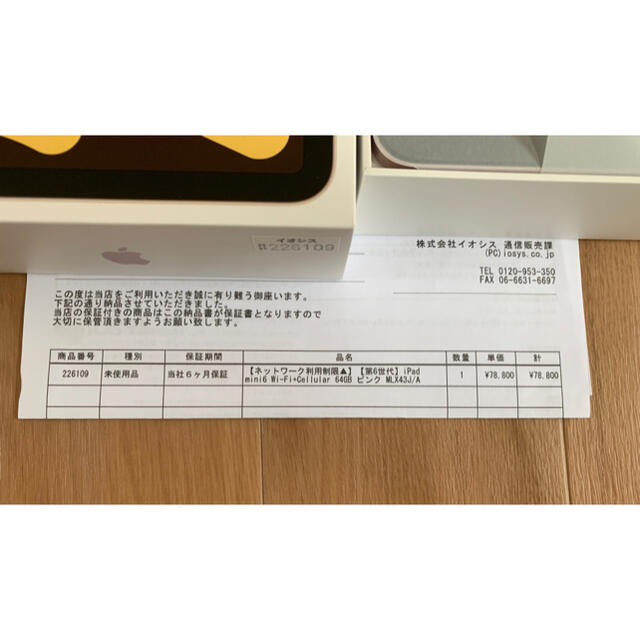 イオシス
#226109
株式会社イオシス 通信販売課
(PC)iosys.co.jp
TEL 0120-953-350
FAX 06-6631-6697
この度は当店をご利用いただき誠に有り難う御座います。
下記の通り納品させていただきました。
当店の保証付きの商品はこの納品書が保証書となりますので
大切に保管頂きますようお願い致します。
商品番号 種別 保証期間 品名 数量 単価 計
226109 未使用品 当社6ヶ月保証 【ネットワーク利用制限▲】【第6世代】iPad mini6 Wi-Fi+Cellular 64GB ピンク MLX43J/A 1 ¥78,800 ¥78,800